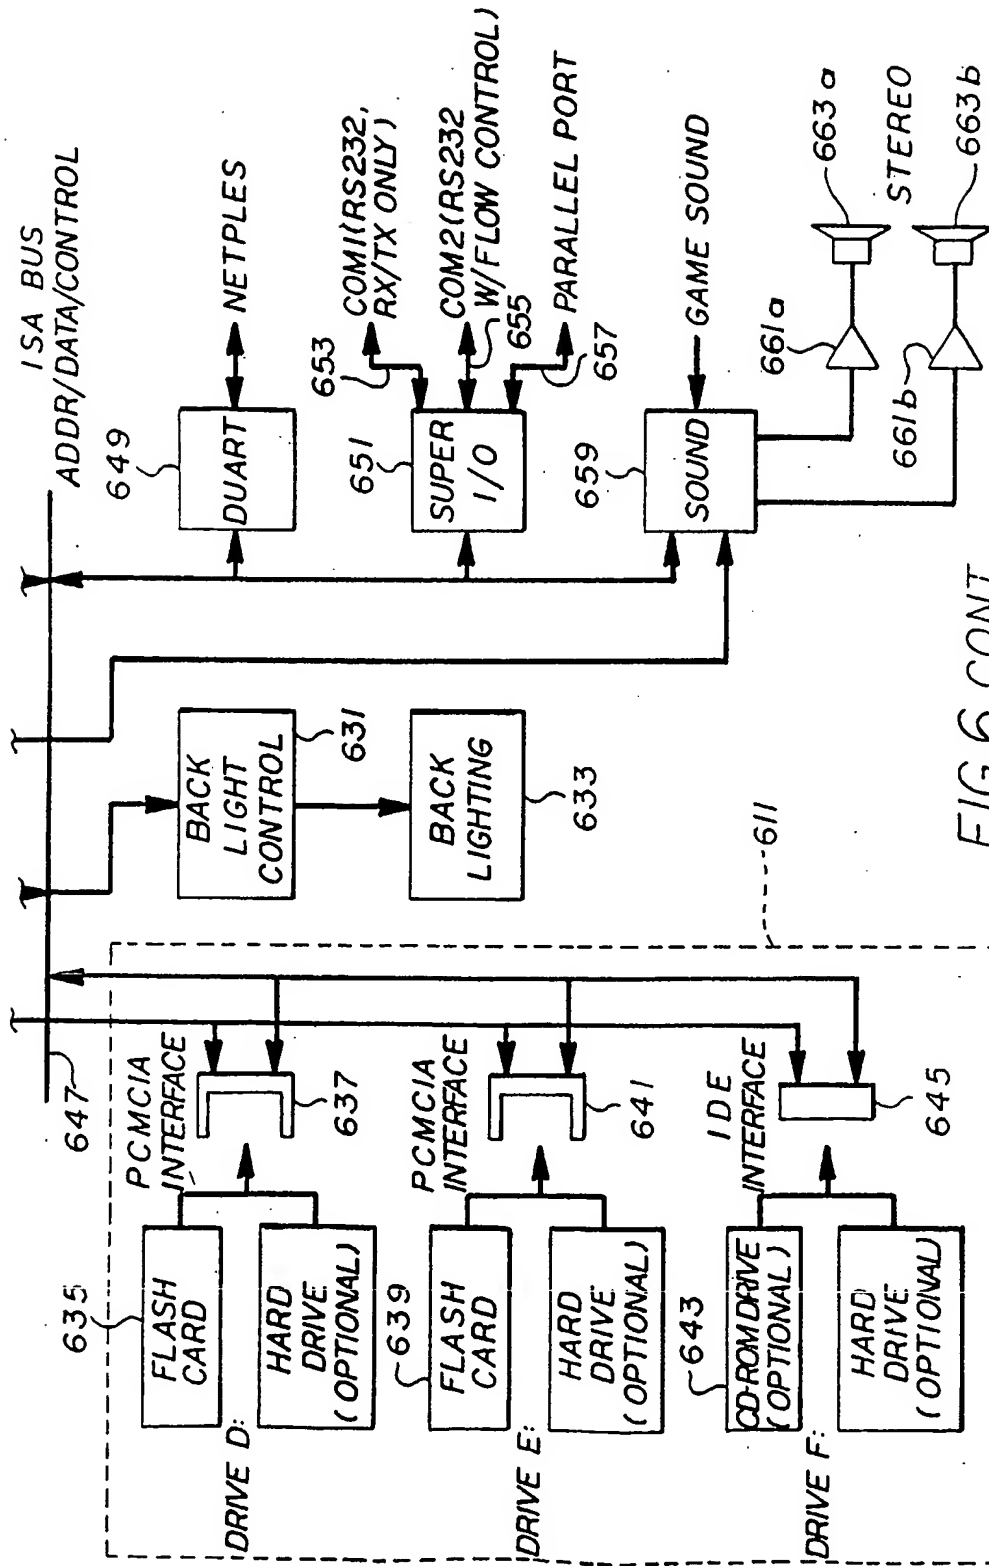 ISA BUS
ADDR/DATA/CONTROL
647
PCMCIA
INTERFACE
637
635
FLASH
CARD
HARD
DRIVE
(OPTIONAL)
DRIVE D:
PCMCIA
INTERFACE
641
639
FLASH
CARD
HARD
DRIVE
(OPTIONAL)
DRIVE E:
IDE
INTERFACE
645
643
CD-ROM DRIVE
(OPTIONAL)
HARD
DRIVE
(OPTIONAL)
DRIVE F:
611
BACK
LIGHT
CONTROL
631
BACK
LIGHTING
633
649
DUART
NETPLES
651
SUPER
I/O
653
COM1(RS232,
RX/TX ONLY)
COM2(RS232
W/FLOW CONTROL)
655
657
PARALLEL PORT
659
SOUND
GAME SOUND
661a
661b
663a
STEREO
663b
FIG.6 CONT.